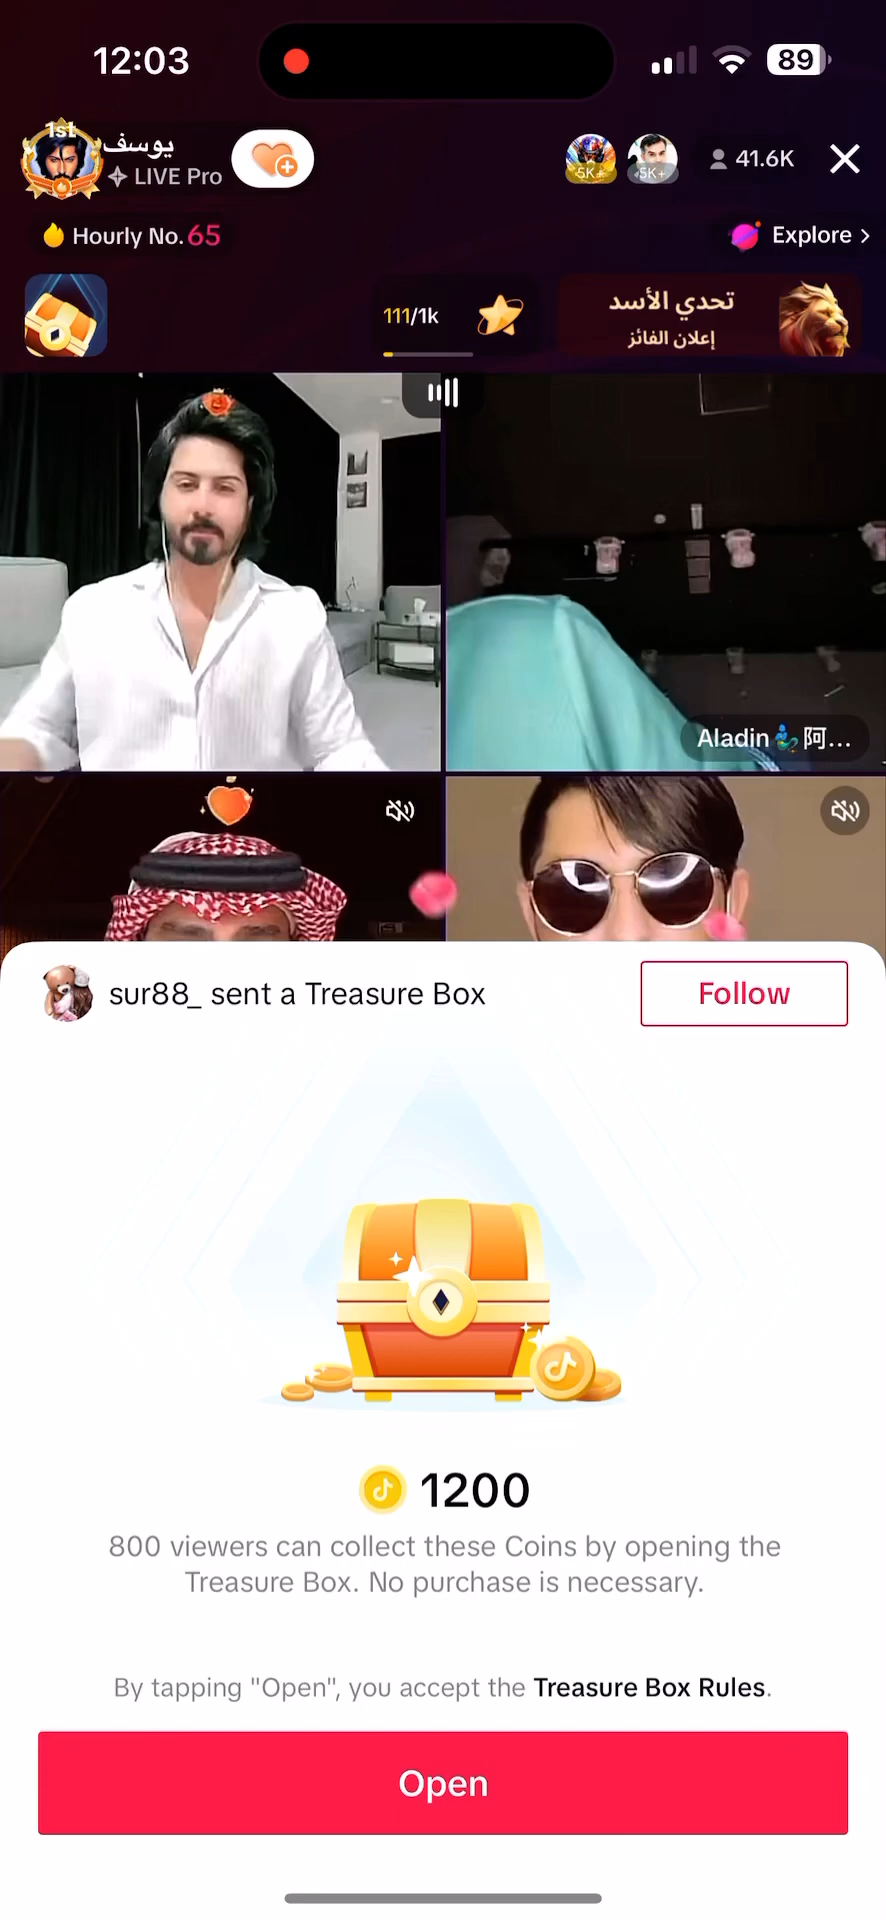 12:03
89
1st
يوسف
LIVE Pro
5K+
5K+
41.6K
Hourly No.65
Explore
111/1k
تحدي الأسد
إعلان الفائز
Aladin🧞‍♂️阿...
sur88_ sent a Treasure Box
Follow
1200
800 viewers can collect these Coins by opening the
Treasure Box. No purchase is necessary.
By tapping "Open", you accept the Treasure Box Rules.
Open